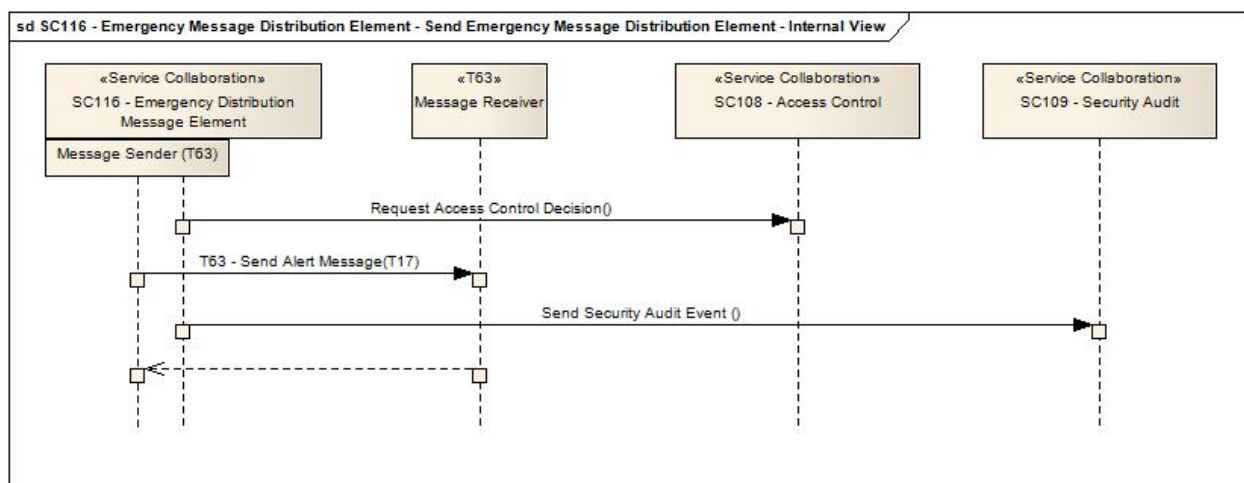 sd SC116 - Emergency Message Distribution Element - Send Emergency Message Distribution Element - Internal View
«Service Collaboration»
SC116 - Emergency Distribution
Message Element
Message Sender (T63)
«T63»
Message Receiver
«Service Collaboration»
SC108 - Access Control
«Service Collaboration»
SC109 - Security Audit
Request Access Control Decision()
T63 - Send Alert Message(T17)
Send Security Audit Event ()